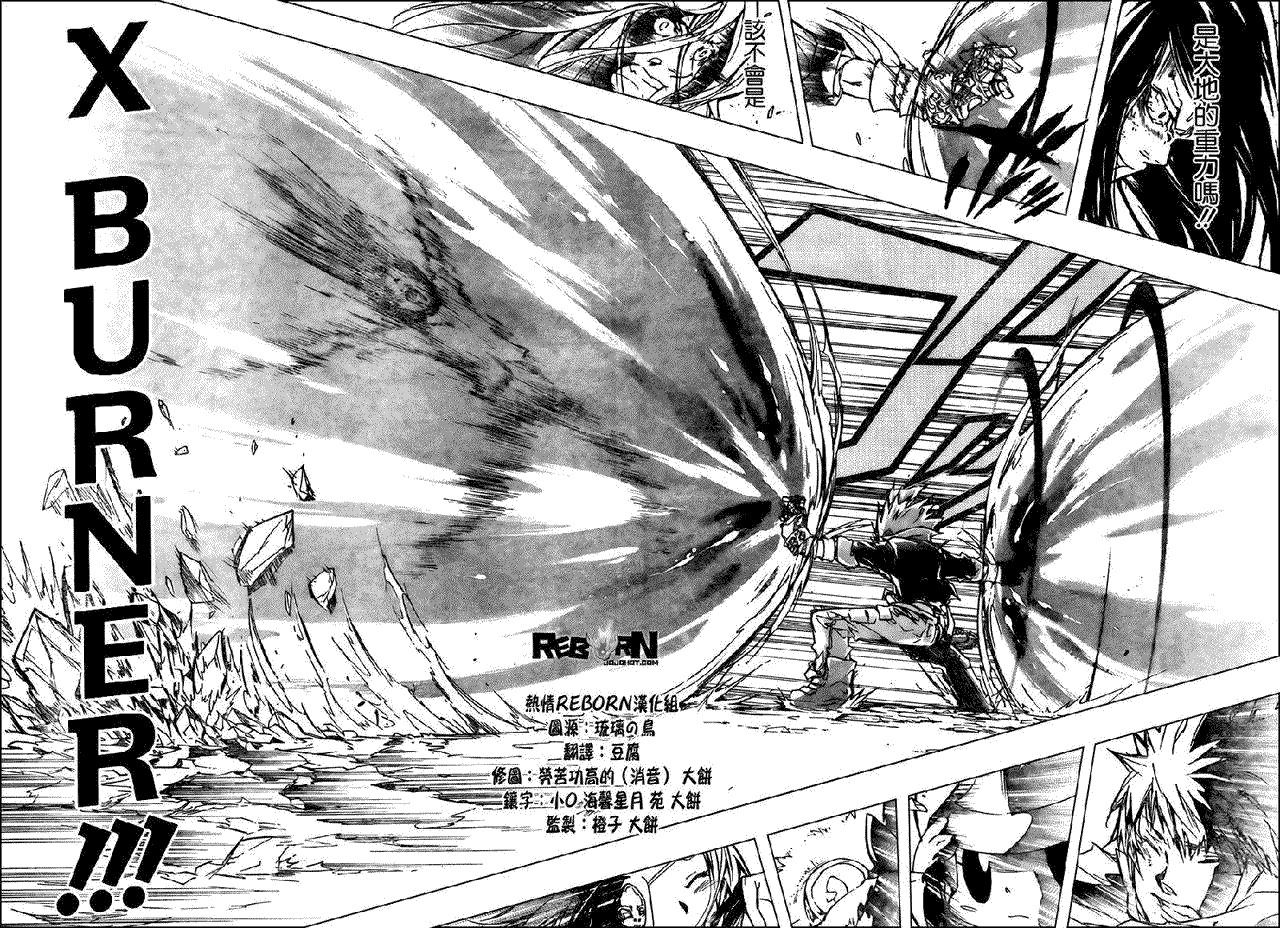 是大地的重力嗎!!
該不會是
X BURNER!!!
REBORN
JOJOHOT.COM
熱情REBORN漢化組
圖源：琉璃の鳥
翻譯：豆腐
修圖：勞苦功高的（消音） 大餅
鑲字：小O 海馨星月 苑 大餅
監製：橙子 大餅